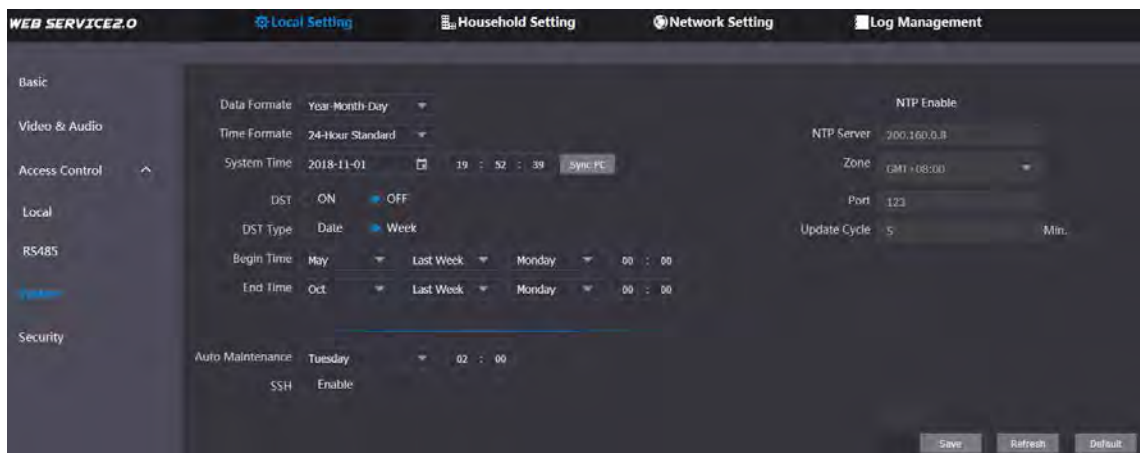 WEB SERVICE2.0 Local Setting Household Setting Network Setting Log Management
Basic
Video & Audio
Access Control
Local
RS485
System
Security
Data Formate Year-Month-Day
Time Formate 24-Hour Standard
System Time 2018-11-01 19 : 52 : 39 Sync PC
DST ON OFF
DST Type Date Week
Begin Time May Last Week Monday 00 : 00
End Time Oct Last Week Monday 00 : 00
Auto Maintenance Tuesday 02 : 00
SSH Enable
NTP Enable
NTP Server 200.160.0.8
Zone GMT+08:00
Port 123
Update Cycle 5 Min.
Save Refresh Default